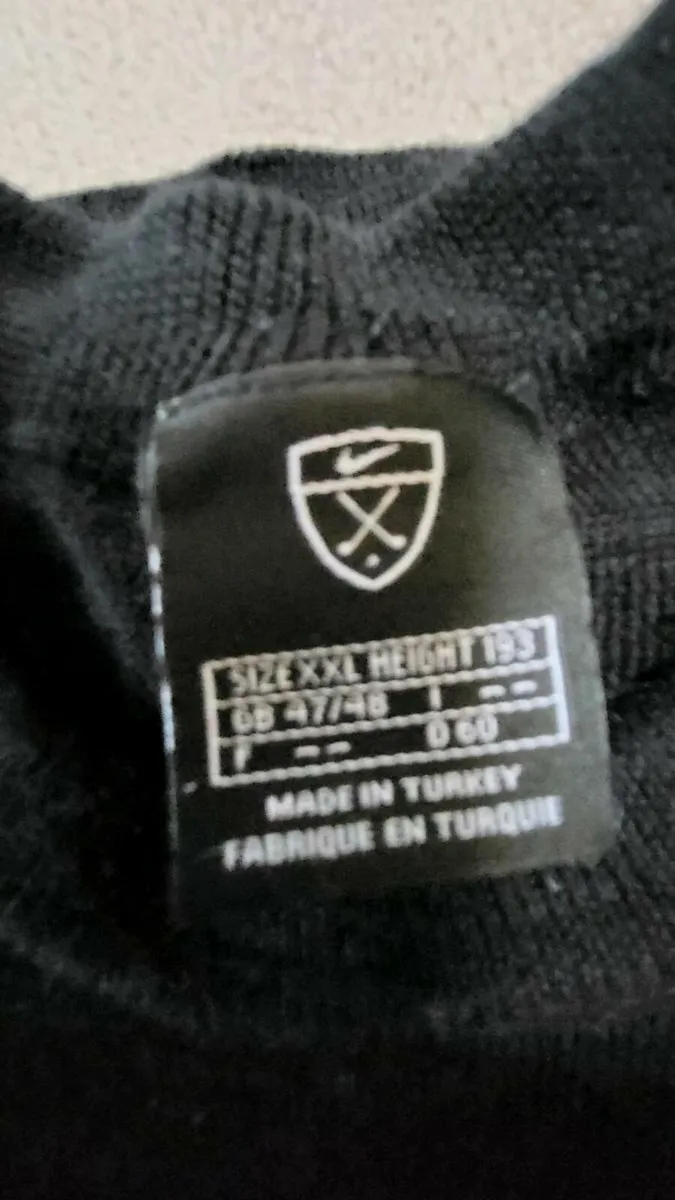 SIZE XXL HEIGHT 193
GB 47/48 I --
F -- D 60
MADE IN TURKEY
FABRIQUE EN TURQUIE